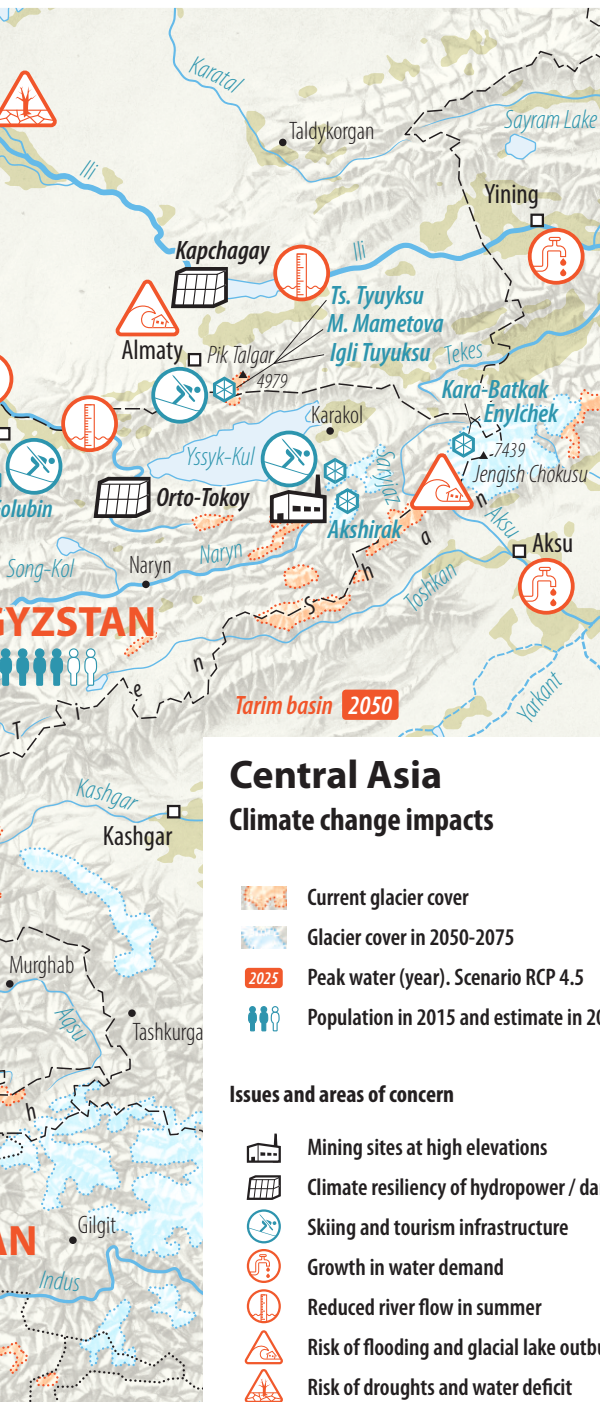 Karatal
Taldykorgan
Sayram Lake
Ili
Yining
Kapchagay
Ili
Ts. Tyuyksu
M. Mametova
Igli Tuyuksu
Almaty
Pik Talgar
4979
Tekes
Kara-Batkak
Enylchek
Karakol
7439
Jengish Chokusu
Yssyk-Kul
Saryjaz
olubin
Orto-Tokoy
Akshirak
Aksu
Aksu
Song-Kol
Naryn
Naryn
Toshkan
GYZSTAN
T i e n S h a n
Yarkant
Tarim basin 2050
Kashgar
Kashgar
Central Asia
Climate change impacts
Current glacier cover
Glacier cover in 2050-2075
2025 Peak water (year). Scenario RCP 4.5
Population in 2015 and estimate in 20
Murghab
Aqsu
Tashkurga
h
Issues and areas of concern
Mining sites at high elevations
Climate resiliency of hydropower / da
Skiing and tourism infrastructure
Growth in water demand
Reduced river flow in summer
Risk of flooding and glacial lake outbu
Risk of droughts and water deficit
AN
Gilgit
Indus